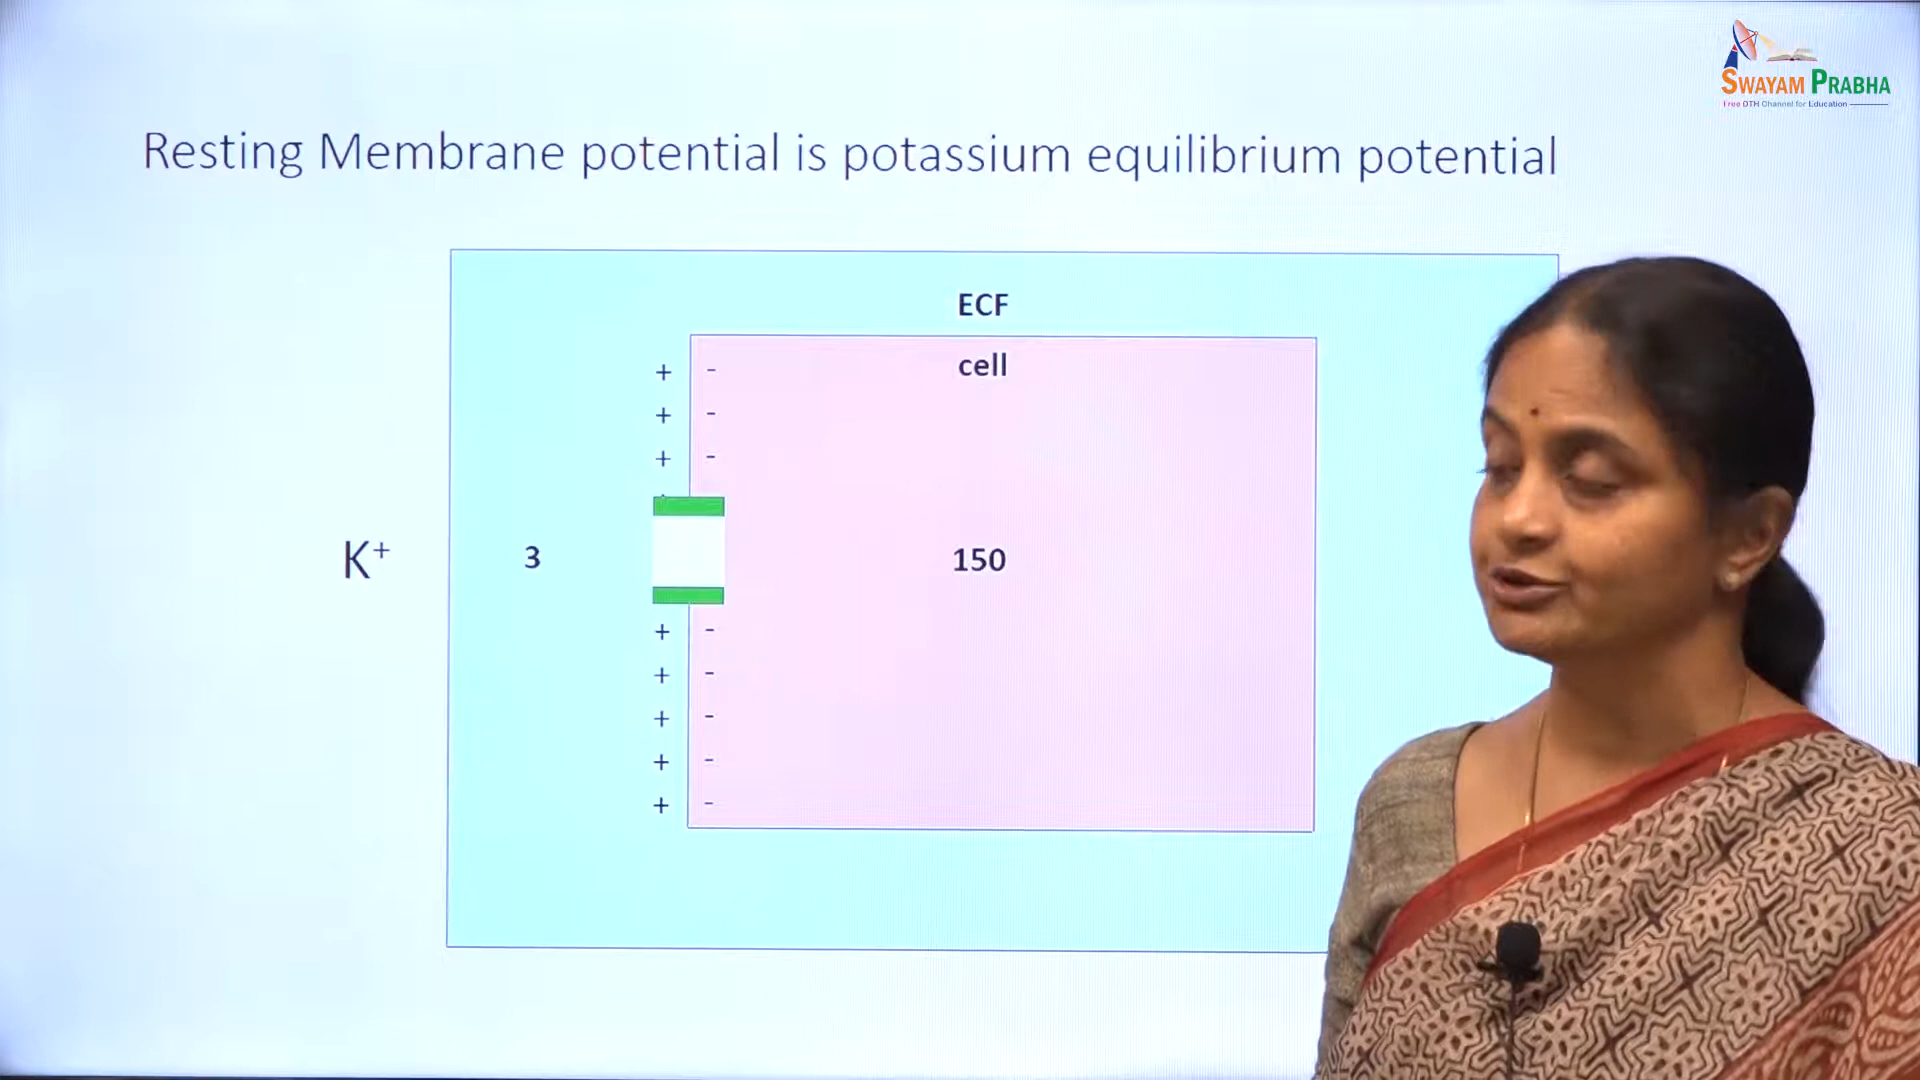 SWAYAM PRABHA
Free DTH Channel for Education
Resting Membrane potential is potassium equilibrium potential
ECF
cell
+ -
+ -
+ -
K⁺ 3 150
+ -
+ -
+ -
+ -
+ -